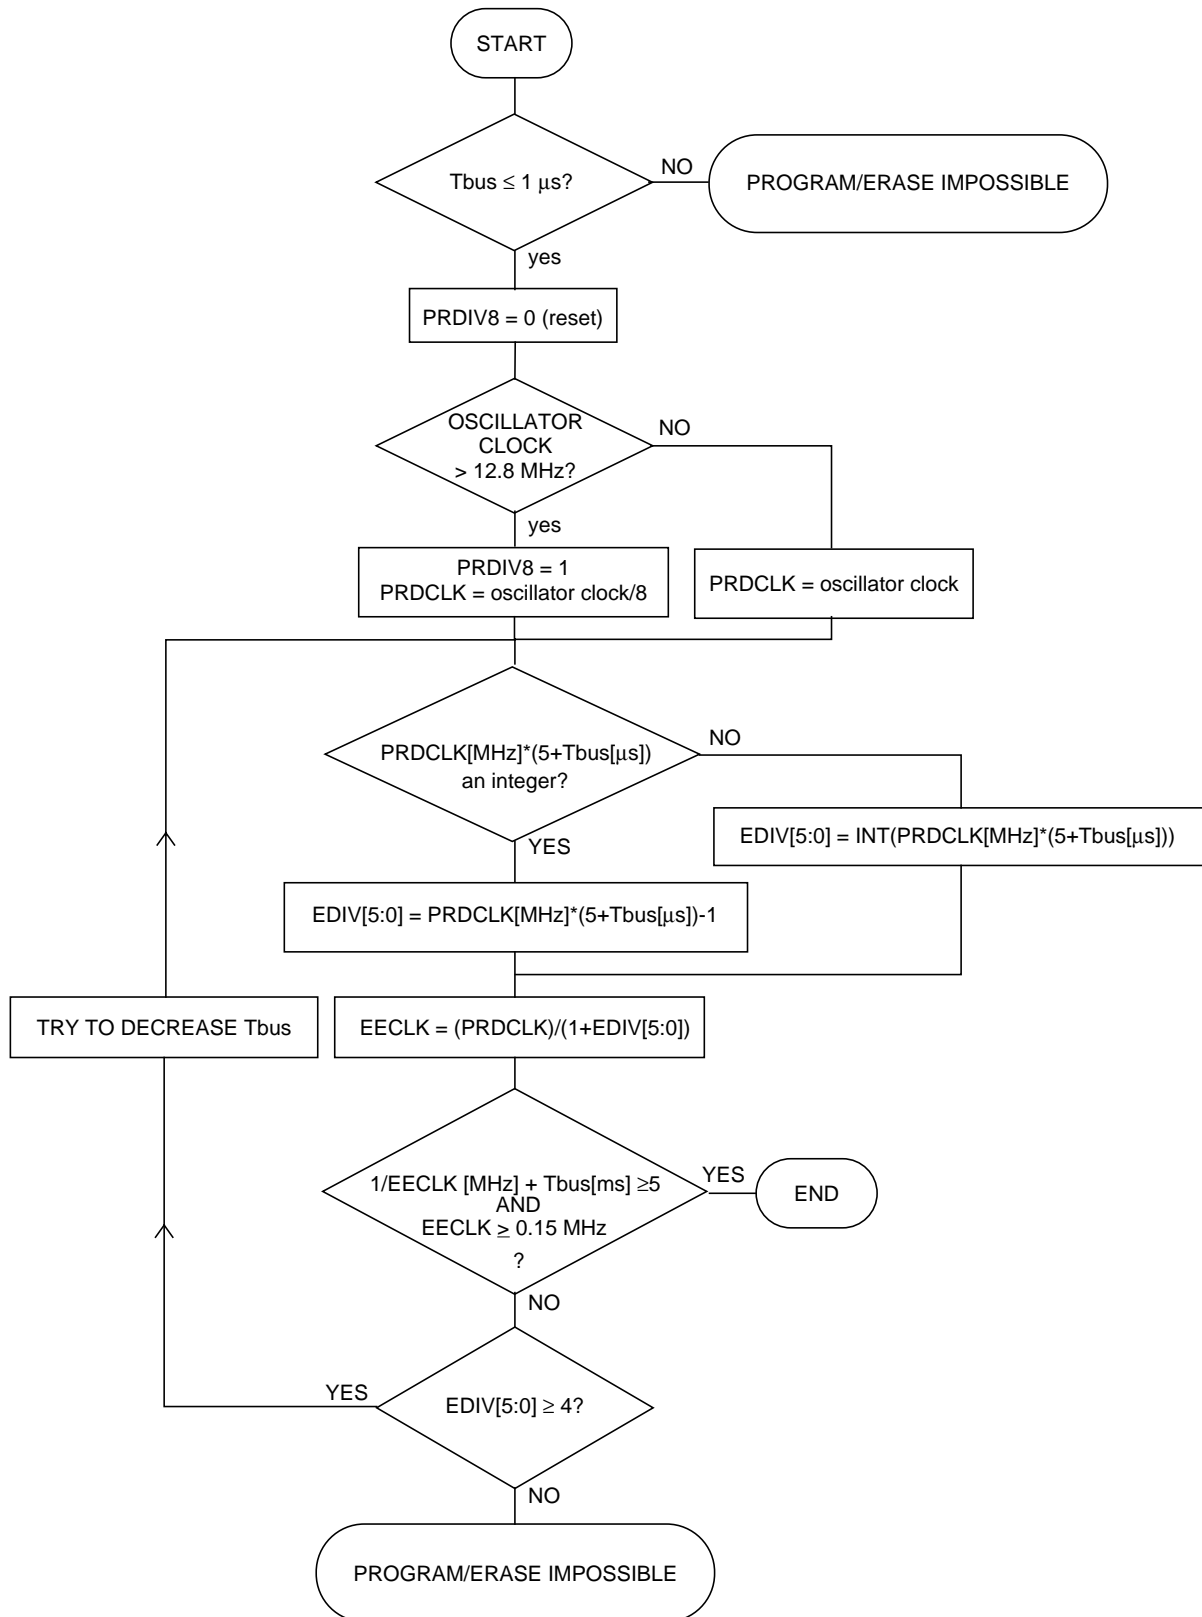 START
Tbus ≤ 1 μs?
NO
PROGRAM/ERASE IMPOSSIBLE
yes
PRDIV8 = 0 (reset)
OSCILLATOR
CLOCK
> 12.8 MHz?
NO
yes
PRDIV8 = 1
PRDCLK = oscillator clock/8
PRDCLK = oscillator clock
PRDCLK[MHz]*(5+Tbus[μs])
an integer?
NO
YES
EDIV[5:0] = INT(PRDCLK[MHz]*(5+Tbus[μs]))
EDIV[5:0] = PRDCLK[MHz]*(5+Tbus[μs])-1
TRY TO DECREASE Tbus
EECLK = (PRDCLK)/(1+EDIV[5:0])
1/EECLK [MHz] + Tbus[ms] ≥5
AND
EECLK ≥ 0.15 MHz
?
YES
END
NO
YES
EDIV[5:0] ≥ 4?
NO
PROGRAM/ERASE IMPOSSIBLE